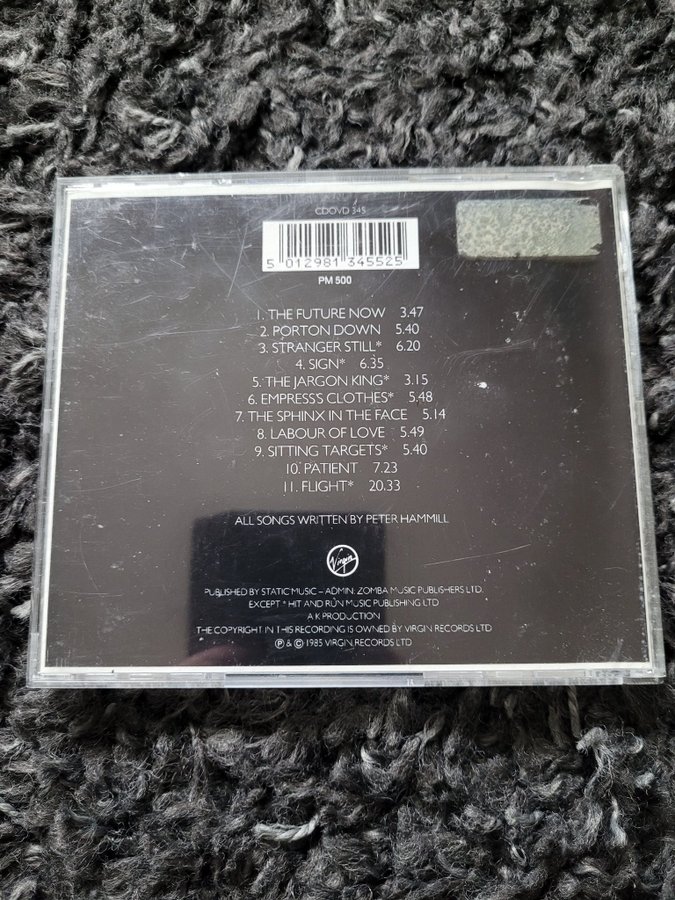 CDOVD 345
5 012981 345525
PM 500
1. THE FUTURE NOW 3.47
2. PORTON DOWN 5.40
3. STRANGER STILL* 6.20
4. SIGN* 6.35
5. THE JARGON KING* 3.15
6. EMPRESS'S CLOTHES* 5.48
7. THE SPHINX IN THE FACE 5.14
8. LABOUR OF LOVE 5.49
9. SITTING TARGETS* 5.40
10. PATIENT 7.23
11. FLIGHT* 20.33
ALL SONGS WRITTEN BY PETER HAMMILL
Virgin
PUBLISHED BY STATIC MUSIC – ADMIN: ZOMBA MUSIC PUBLISHERS LTD.
EXCEPT * HIT AND RUN MUSIC PUBLISHING LTD
A K PRODUCTION
THE COPYRIGHT IN THIS RECORDING IS OWNED BY VIRGIN RECORDS LTD
℗ & © 1985 VIRGIN RECORDS LTD